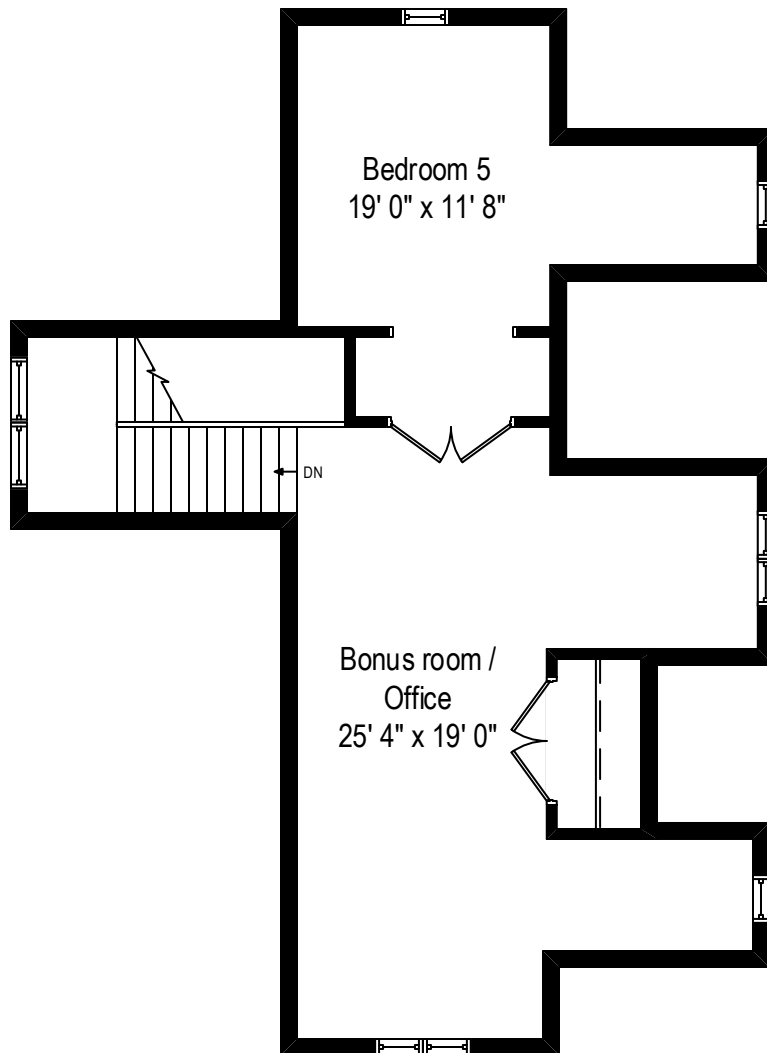 Bedroom 5
19' 0" x 11' 8"
DN
Bonus room /
Office
25' 4" x 19' 0"